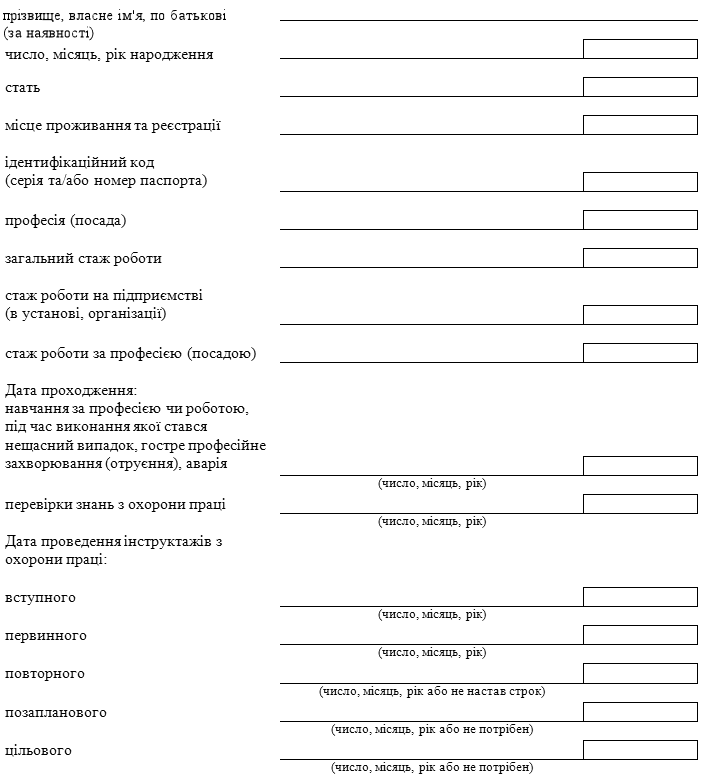 прізвище, власне ім'я, по батькові
(за наявності)
число, місяць, рік народження
стать
місце проживання та реєстрації
ідентифікаційний код
(серія та/або номер паспорта)
професія (посада)
загальний стаж роботи
стаж роботи на підприємстві
(в установі, організації)
стаж роботи за професією (посадою)
Дата проходження:
навчання за професією чи роботою,
під час виконання якої стався
нещасний випадок, гостре професійне
захворювання (отруєння), аварія
(число, місяць, рік)
перевірки знань з охорони праці
(число, місяць, рік)
Дата проведення інструктажів з
охорони праці:
вступного
(число, місяць, рік)
первинного
(число, місяць, рік)
повторного
(число, місяць, рік або не настав строк)
позапланового
(число, місяць, рік або не потрібен)
цільового
(число, місяць, рік або не потрібен)